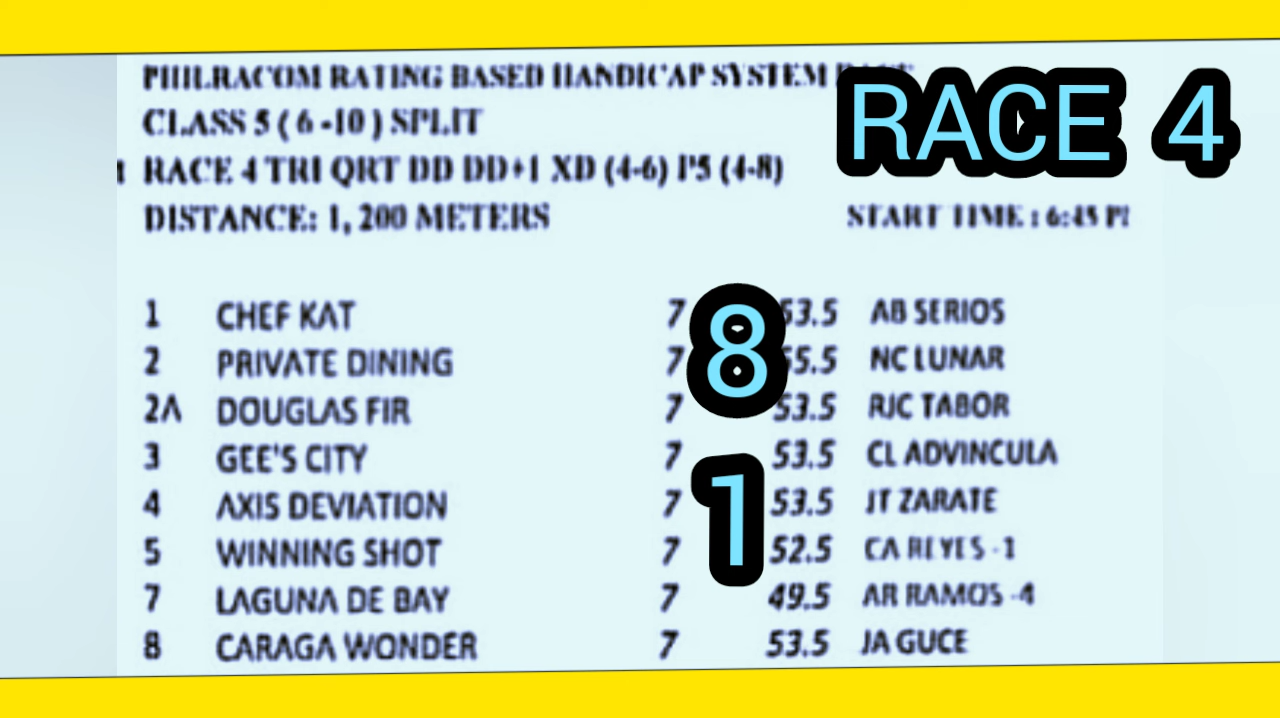 PHILRACOM RATING BASED HANDICAP SYSTEM
RACE 4
CLASS 5 ( 6 -10 ) SPLIT
RACE 4 TRI QRT DD DD+1 XD (4-6) P5 (4-8)
DISTANCE: 1, 200 METERS START TIME : 6:45
1 CHEF KAT 7 53.5 AB SERIOS
2 PRIVATE DINING 7 55.5 NC LUNAR
2A DOUGLAS FIR 7 53.5 RJC TABOR
3 GEE'S CITY 7 53.5 CL ADVINCULA
4 AXIS DEVIATION 7 53.5 JT ZARATE
5 WINNING SHOT 7 52.5 CA REYES -1
7 LAGUNA DE BAY 7 49.5 AR RAMOS -4
8 CARAGA WONDER 7 53.5 JA GUCE
8
1